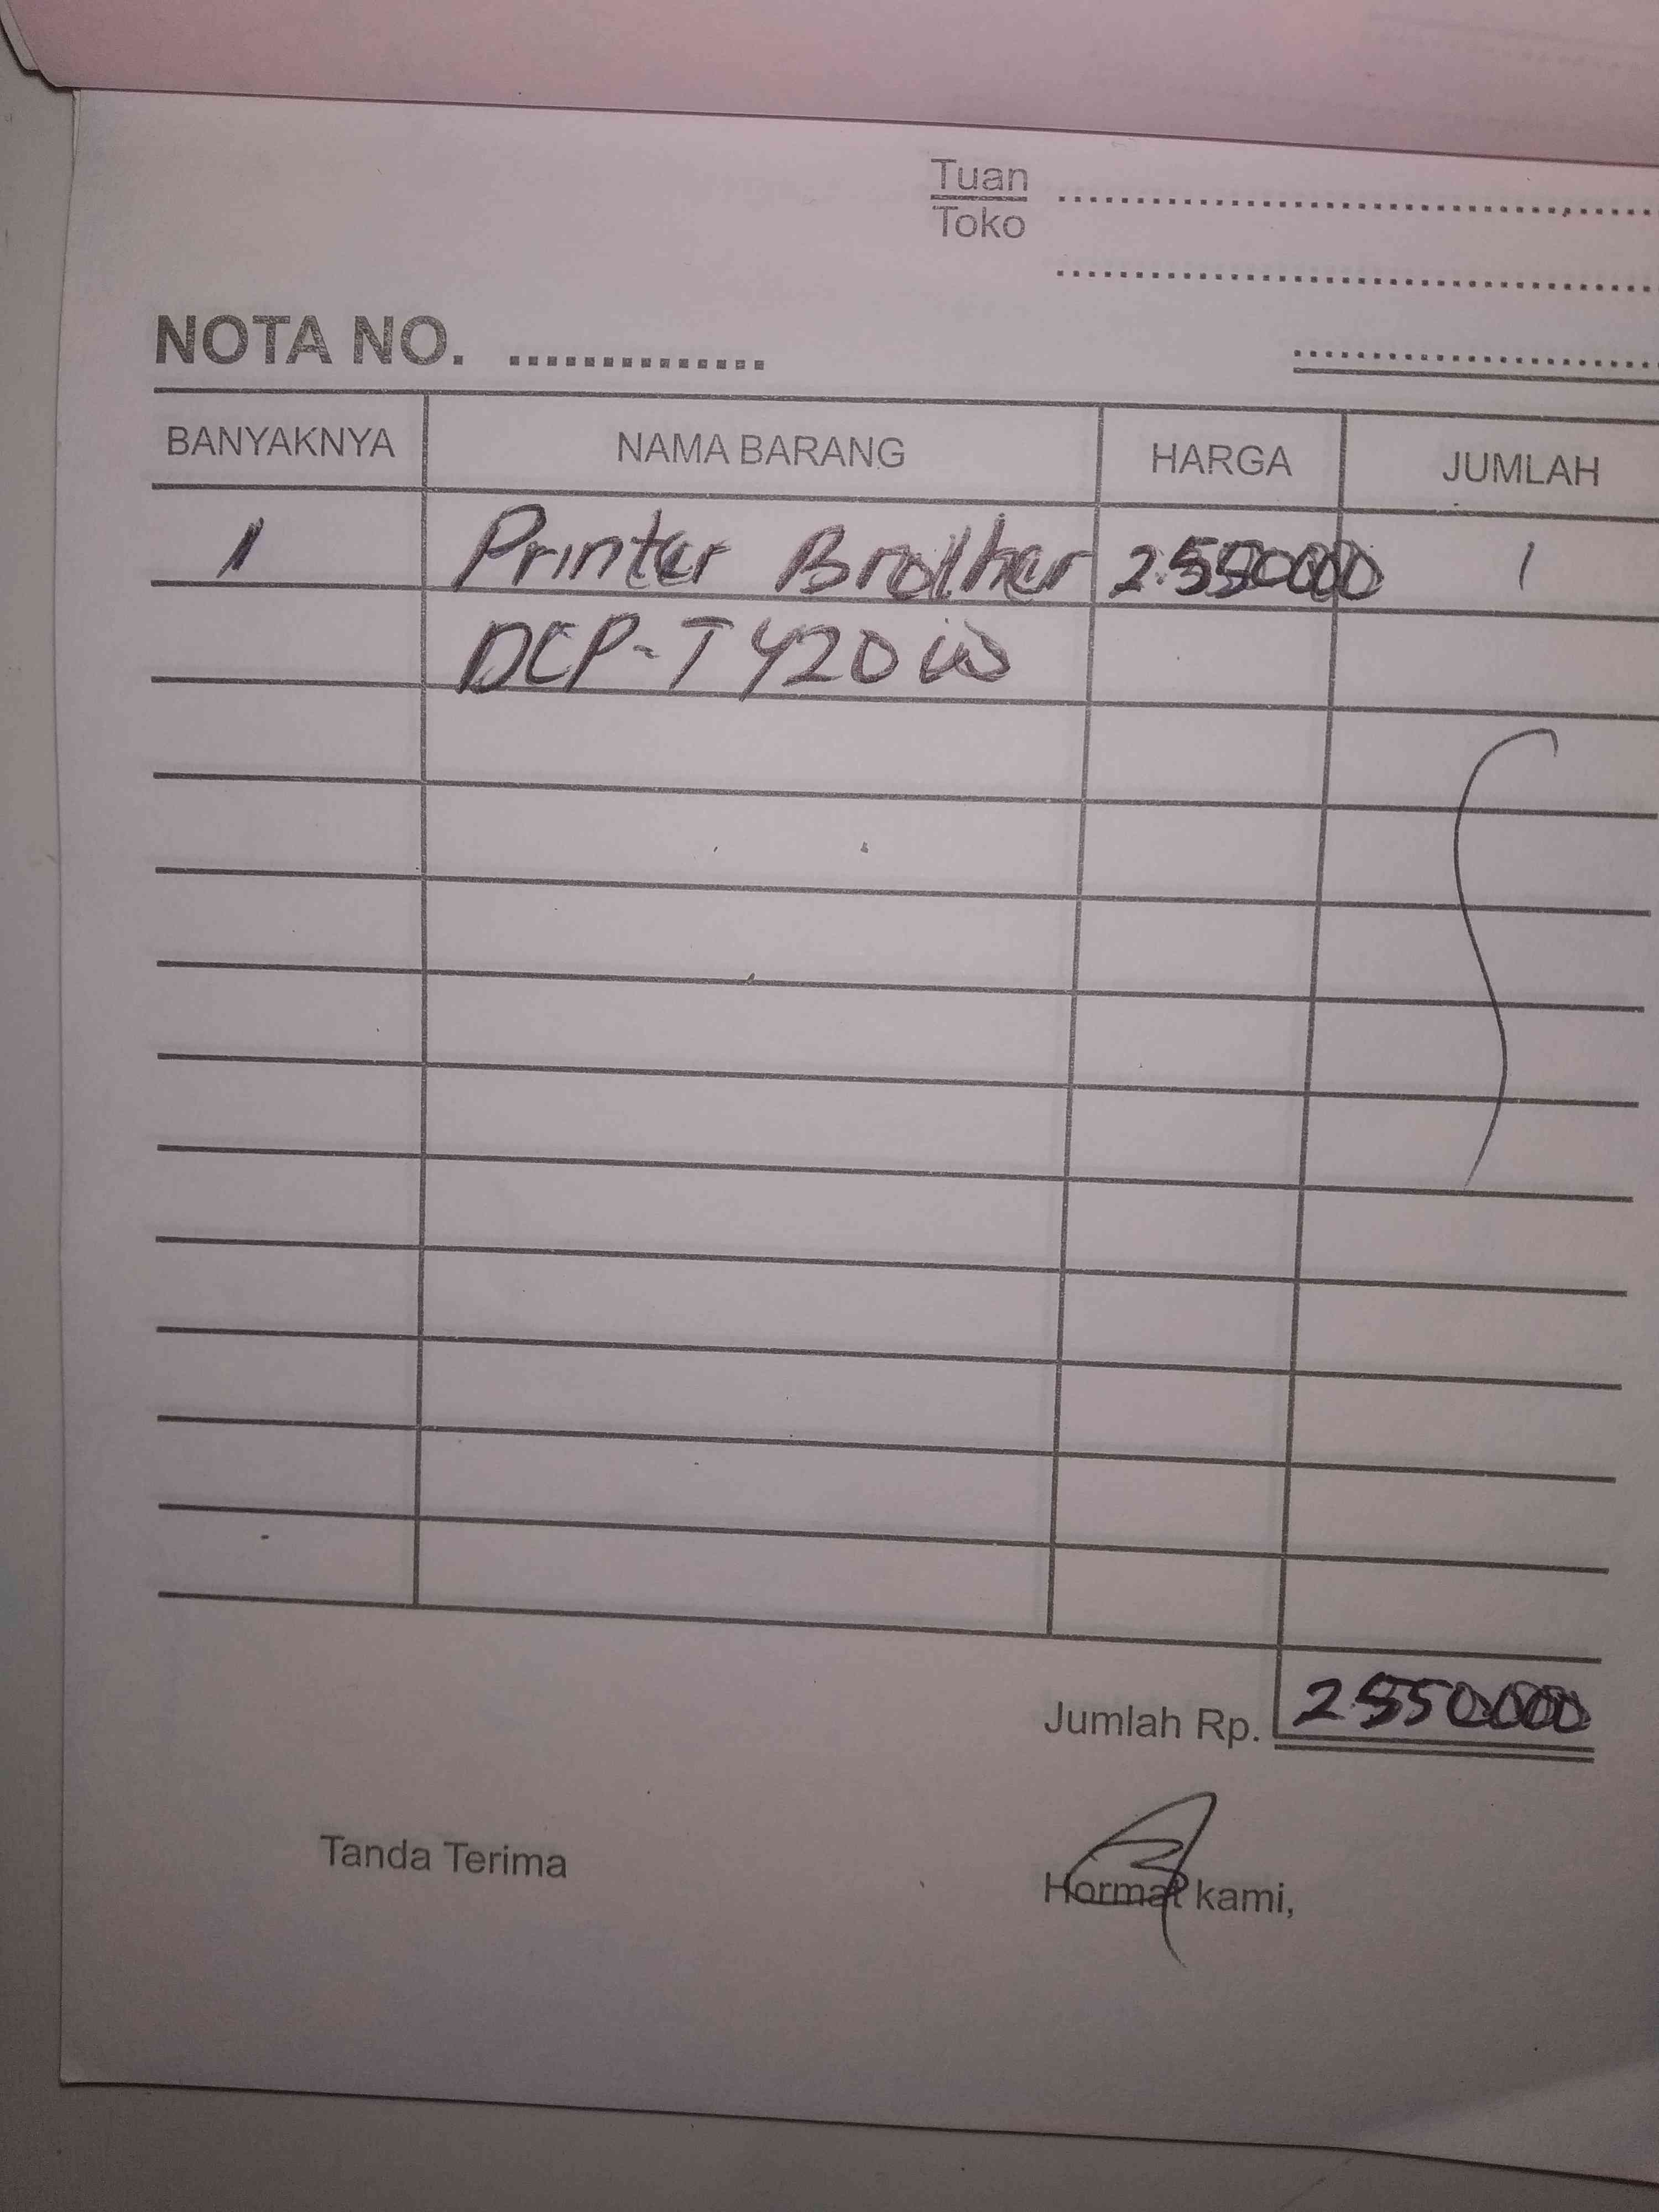 Tuan
Toko
NOTA NO. ...............
BANYAKNYA NAMA BARANG HARGA JUMLAH
1 Printer Brother 2.550000 1
DCP-T420w
Jumlah Rp. 2550000
Tanda Terima
Hormat kami,